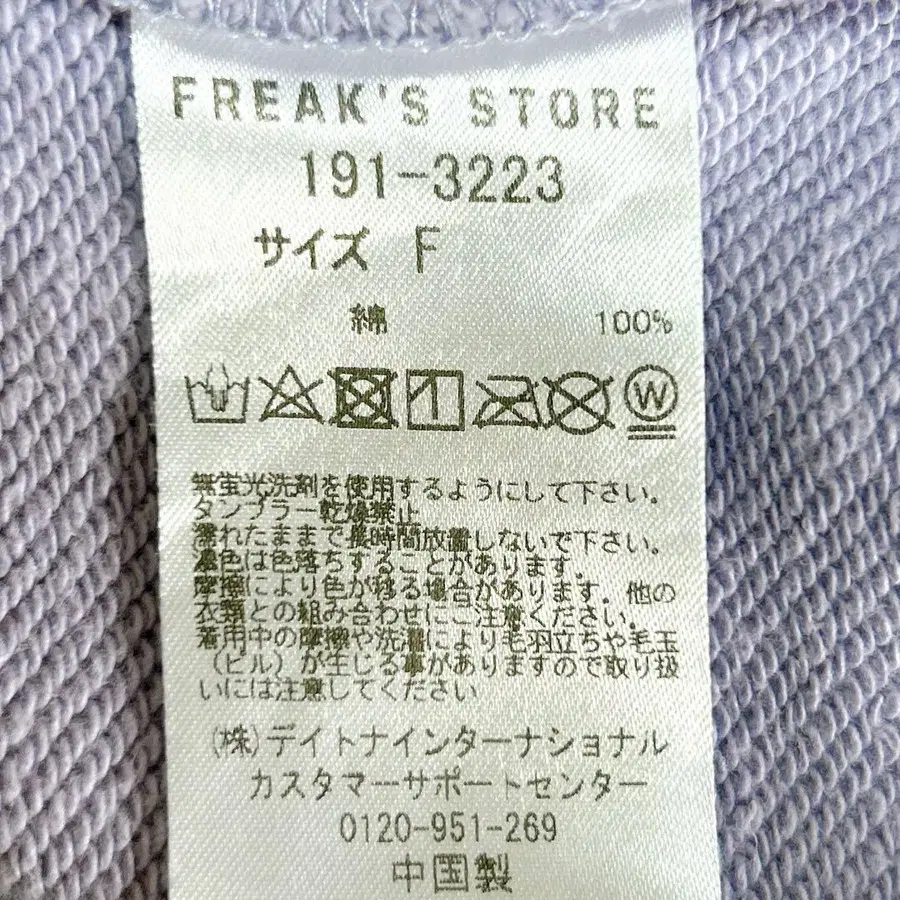 FREAK'S STORE
191-3223
サイズ F
綿 100%
W
無蛍光洗剤を使用するようにして下さい。
タンブラー乾燥禁止
濡れたままで長時間放置しないで下さい。
濃色は色落ちすることがあります。
摩擦により色が移る場合があります。他の
衣類との組み合わせにご注意ください。
着用中の摩擦や洗濯により毛羽立ちや毛玉
(ピル)が生じる事がありますので取り扱
いには注意してください
(株)デイトナインターナショナル
カスタマーサポートセンター
0120-951-269
中国製